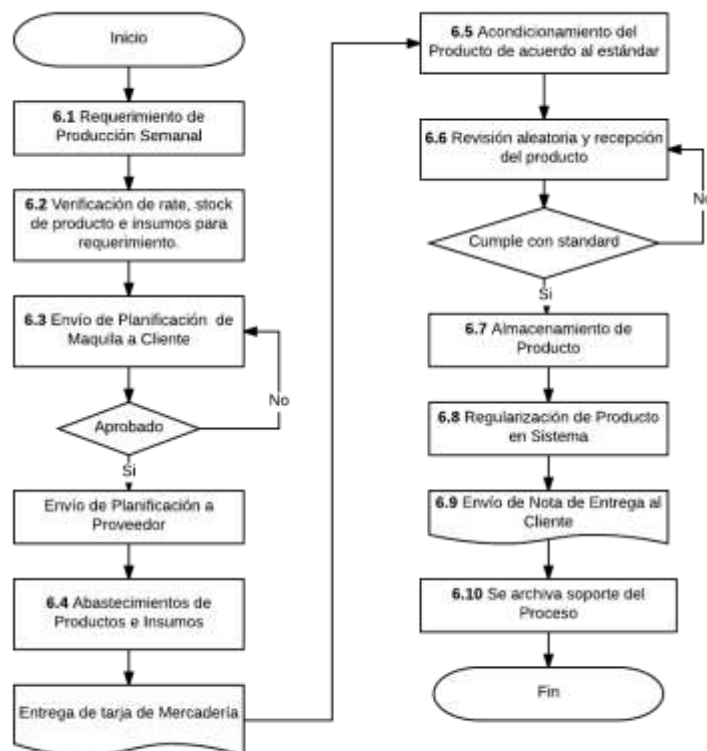 Inicio
6.1 Requerimiento de
Producción Semanal
6.2 Verificación de rate, stock
de producto e insumos para
requerimiento.
6.3 Envío de Planificación de
Maquila a Cliente
No
Aprobado
Si
Envío de Planificación a
Proveedor
6.4 Abastecimientos de
Productos e Insumos
Entrega de tarja de Mercadería
6.5 Acondicionamiento del
Producto de acuerdo al estándar
6.6 Revisión aleatoria y recepción
del producto
No
Cumple con standard
Si
6.7 Almacenamiento de
Producto
6.8 Regularización de Producto
en Sistema
6.9 Envío de Nota de Entrega al
Cliente
6.10 Se archiva soporte del
Proceso
Fin